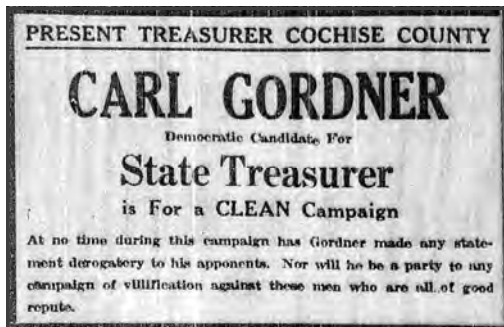 PRESENT TREASURER COCHISE COUNTY
CARL GORDNER
Democratic Candidate For
State Treasurer
is For a CLEAN Campaign
At no time during this campaign has Gordner made any state-
ment derogatory to his apponents. Nor will he be a party to any
campaign of villification against these men who are all of good
repute.